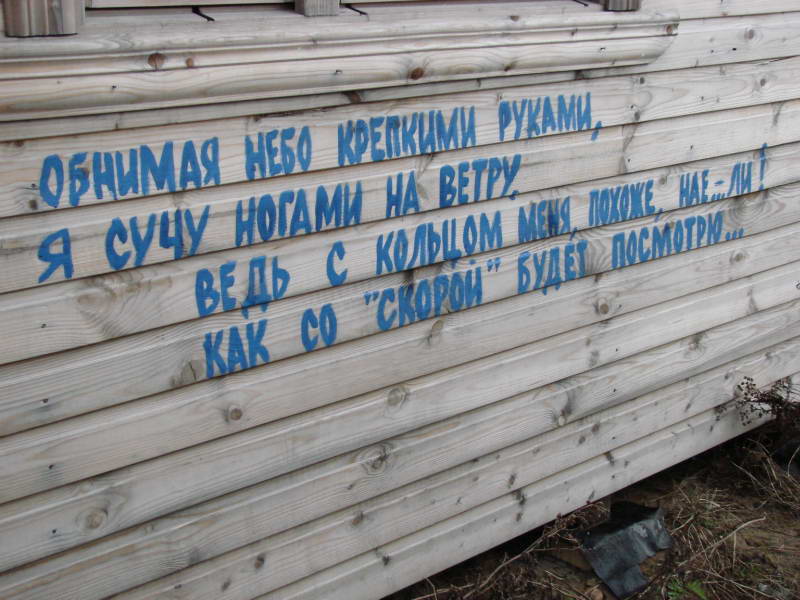 ОБНИМАЯ НЕБО КРЕПКИМИ РУКАМИ,
Я СУЧУ НОГАМИ НА ВЕТРУ.
ВЕДЬ С КОЛЬЦОМ МЕНЯ, ПОХОЖЕ, НАЕ...ЛИ!
КАК СО "СКОРОЙ" БУДЕТ ПОСМОТРЮ...